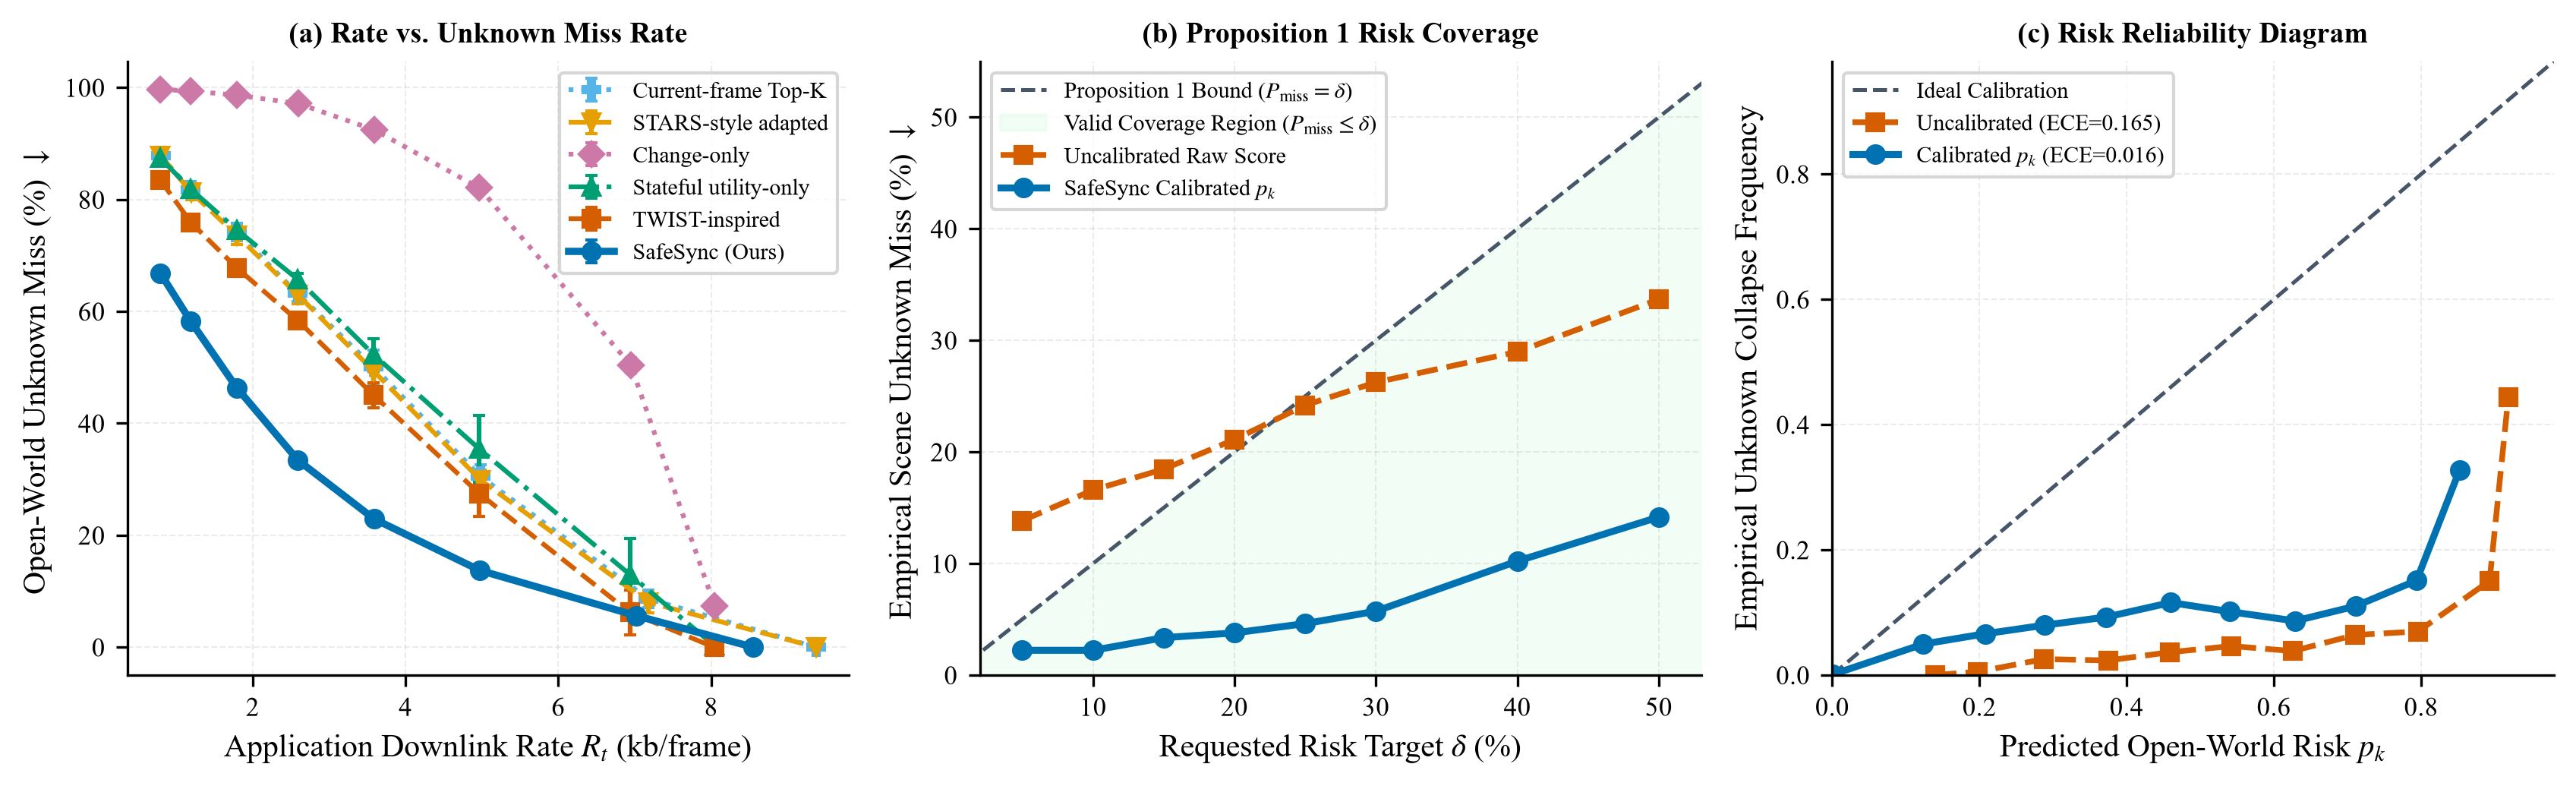 (a) Rate vs. Unknown Miss Rate
Open-World Unknown Miss (%) ↓
100
80
60
40
20
0
2
4
6
8
Application Downlink Rate Rₜ (kb/frame)
Current-frame Top-K
STARS-style adapted
Change-only
Stateful utility-only
TWIST-inspired
SafeSync (Ours)
(b) Proposition 1 Risk Coverage
Empirical Scene Unknown Miss (%) ↓
50
40
30
20
10
0
10
20
30
40
50
Requested Risk Target δ (%)
Proposition 1 Bound (P_miss = δ)
Valid Coverage Region (P_miss ≤ δ)
Uncalibrated Raw Score
SafeSync Calibrated pₖ
(c) Risk Reliability Diagram
Empirical Unknown Collapse Frequency
0.8
0.6
0.4
0.2
0.0
0.0
0.2
0.4
0.6
0.8
Predicted Open-World Risk pₖ
Ideal Calibration
Uncalibrated (ECE=0.165)
Calibrated pₖ (ECE=0.016)